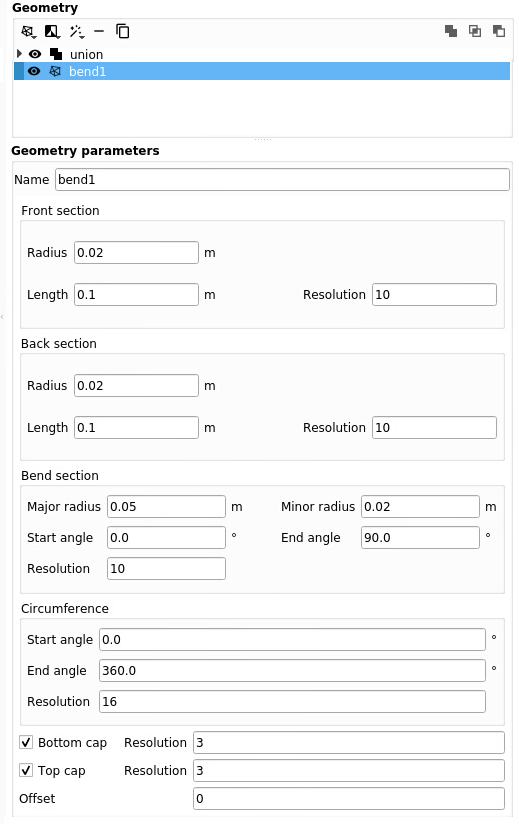 Geometry
union
bend1
Geometry parameters
Name bend1
Front section
Radius 0.02 m
Length 0.1 m Resolution 10
Back section
Radius 0.02 m
Length 0.1 m Resolution 10
Bend section
Major radius 0.05 m Minor radius 0.02 m
Start angle 0.0 ° End angle 90.0 °
Resolution 10
Circumference
Start angle 0.0 °
End angle 360.0 °
Resolution 16
Bottom cap Resolution 3
Top cap Resolution 3
Offset 0